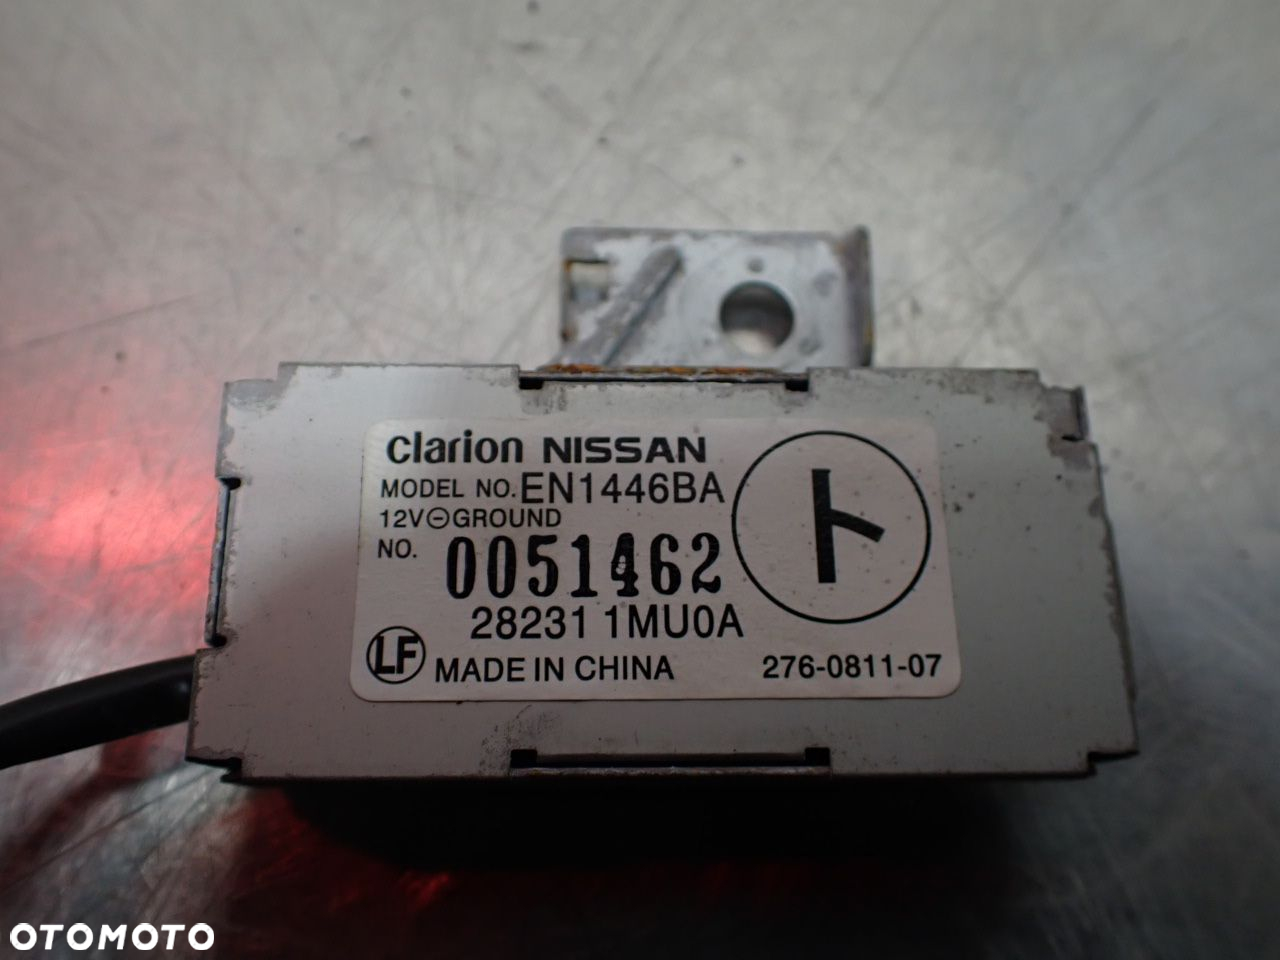 clarion NISSAN
MODEL NO. EN1446BA
12V⊖GROUND
NO. 0051462
ト
28231 1MU0A
LF MADE IN CHINA 276-0811-07
OTOMOTO